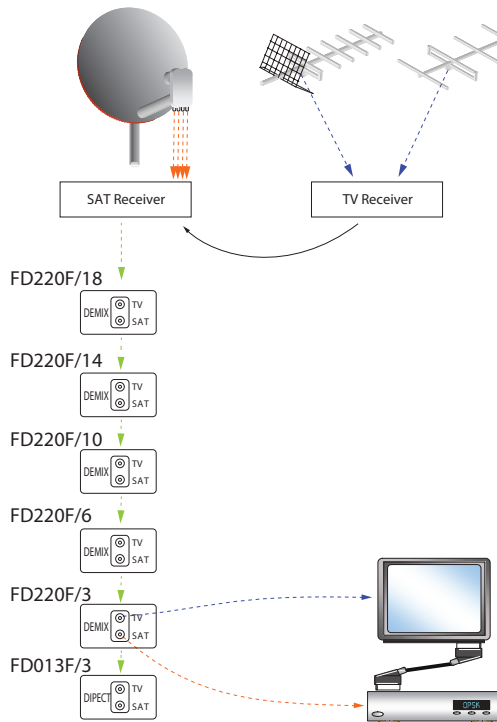 SAT Receiver
TV Receiver
FD220F/18
DEMIX
TV
SAT
FD220F/14
DEMIX
TV
SAT
FD220F/10
DEMIX
TV
SAT
FD220F/6
DEMIX
TV
SAT
FD220F/3
DEMIX
TV
SAT
FD013F/3
DIPECT
TV
SAT
OPSK